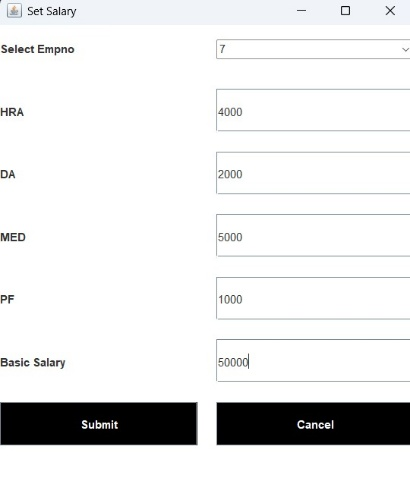 Set Salary
Select Empno 7
HRA 4000
DA 2000
MED 5000
PF 1000
Basic Salary 50000
Submit Cancel